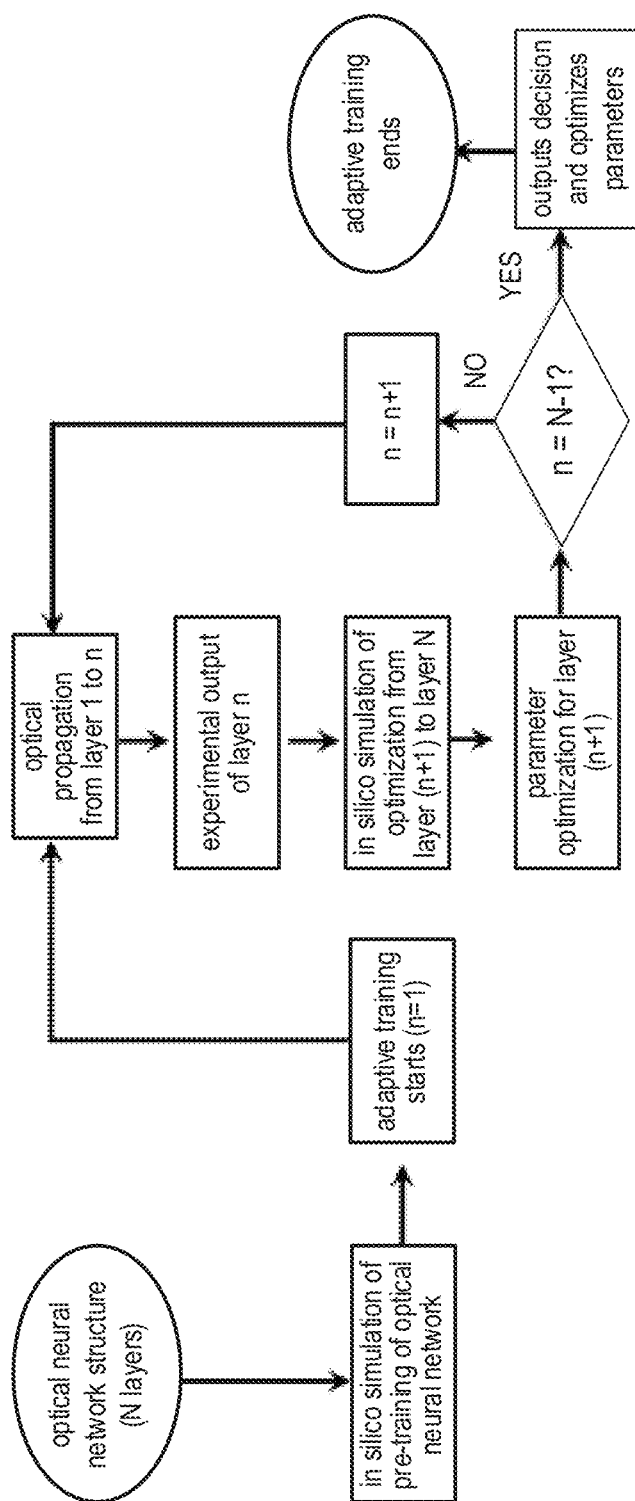 optical neural
network structure
(N layers)
in silico simulation of
pre-training of optical
neural network
adaptive training
starts (n=1)
optical
propagation
from layer 1 to n
experimental output
of layer n
in silico simulation of
optimization from
layer (n+1) to layer N
parameter
optimization for layer
(n+1)
n = N-1?
NO
n = n+1
YES
outputs decision
and optimizes
parameters
adaptive training
ends